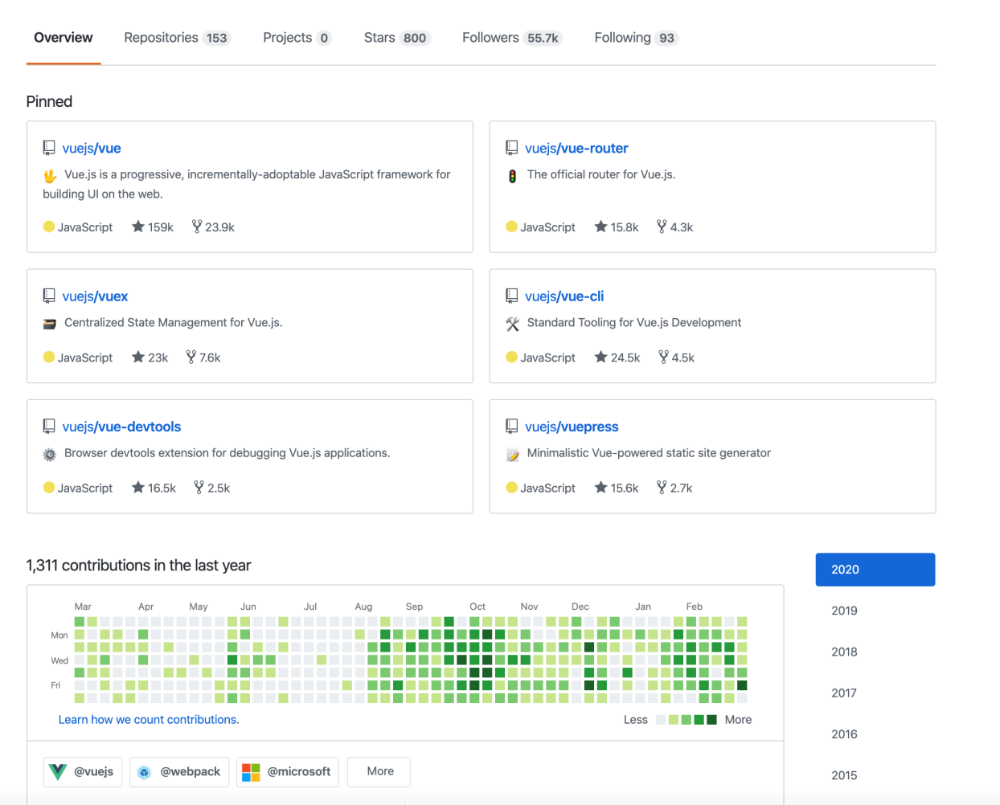 Overview Repositories 153 Projects 0 Stars 800 Followers 55.7k Following 93
Pinned
vuejs/vue
Vue.js is a progressive, incrementally-adoptable JavaScript framework for
building UI on the web.
JavaScript 159k 23.9k
vuejs/vue-router
The official router for Vue.js.
JavaScript 15.8k 4.3k
vuejs/vuex
Centralized State Management for Vue.js.
JavaScript 23k 7.6k
vuejs/vue-cli
Standard Tooling for Vue.js Development
JavaScript 24.5k 4.5k
vuejs/vue-devtools
Browser devtools extension for debugging Vue.js applications.
JavaScript 16.5k 2.5k
vuejs/vuepress
Minimalistic Vue-powered static site generator
JavaScript 15.6k 2.7k
1,311 contributions in the last year
Mar Apr May Jun Jul Aug Sep Oct Nov Dec Jan Feb
Mon
Wed
Fri
Learn how we count contributions.
Less More
@vuejs @webpack @microsoft More
2020
2019
2018
2017
2016
2015